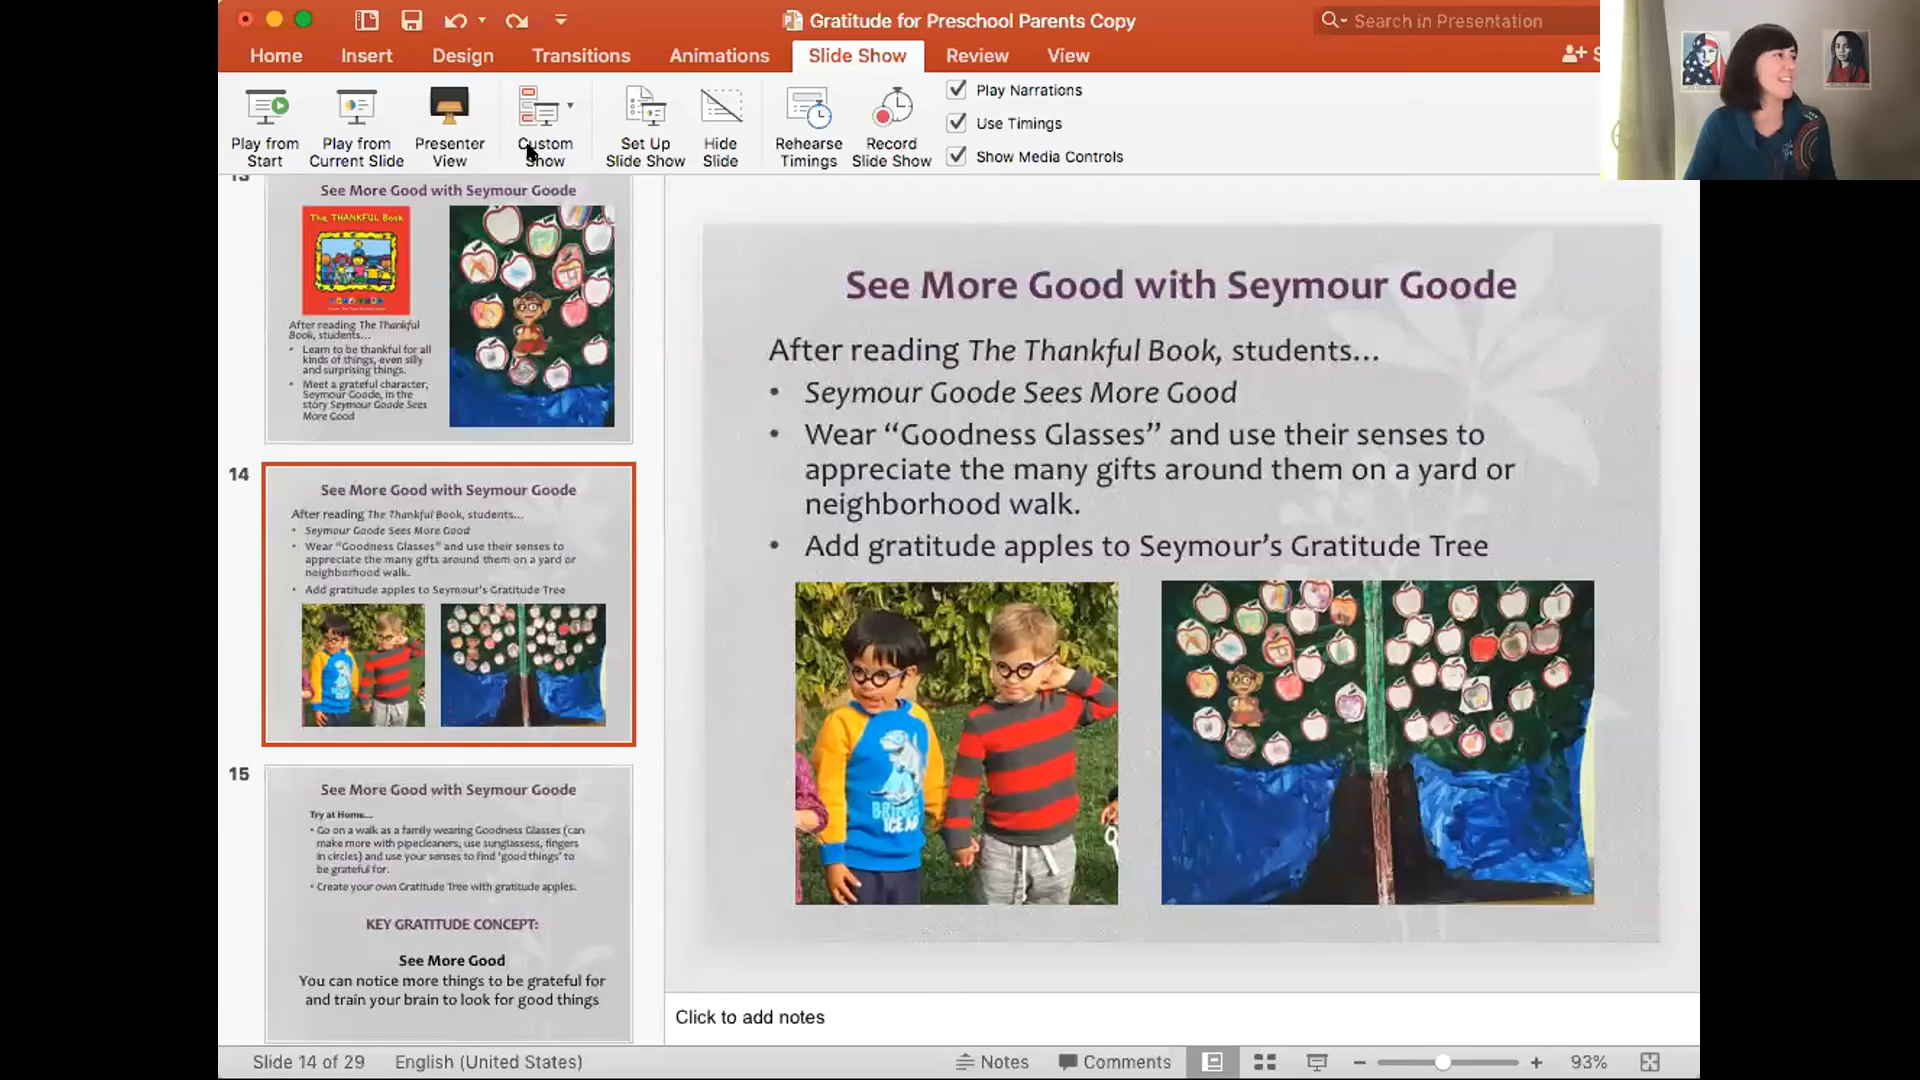 Gratitude for Preschool Parents Copy
Search in Presentation
Home
Insert
Design
Transitions
Animations
Slide Show
Review
View
Play from
Start
Play from
Current Slide
Presenter
View
Custom
Show
Set Up
Slide Show
Hide
Slide
Rehearse
Timings
Record
Slide Show
Play Narrations
Use Timings
Show Media Controls
13
See More Good with Seymour Goode
The THANKFUL Book
After reading The Thankful
Book, students...
• Learn to be thankful for all
kinds of things, even silly
and surprising things.
• Meet a grateful character,
Seymour Goode, in the
story Seymour Goode Sees
More Good
14
See More Good with Seymour Goode
After reading The Thankful Book, students...
• Seymour Goode Sees More Good
• Wear “Goodness Glasses” and use their senses to
appreciate the many gifts around them on a yard or
neighborhood walk.
• Add gratitude apples to Seymour's Gratitude Tree
15
See More Good with Seymour Goode
Try at Home...
• Go on a walk as a family wearing Goodness Glasses (can
make more with pipecleaners, use sunglassess, fingers
in circles) and use your senses to find 'good things' to
be grateful for.
• Create your own Gratitude Tree with gratitude apples.
KEY GRATITUDE CONCEPT:
See More Good
You can notice more things to be grateful for
and train your brain to look for good things
See More Good with Seymour Goode
After reading The Thankful Book, students...
• Seymour Goode Sees More Good
• Wear “Goodness Glasses” and use their senses to
appreciate the many gifts around them on a yard or
neighborhood walk.
• Add gratitude apples to Seymour’s Gratitude Tree
Click to add notes
Slide 14 of 29
English (United States)
Notes
Comments
93%